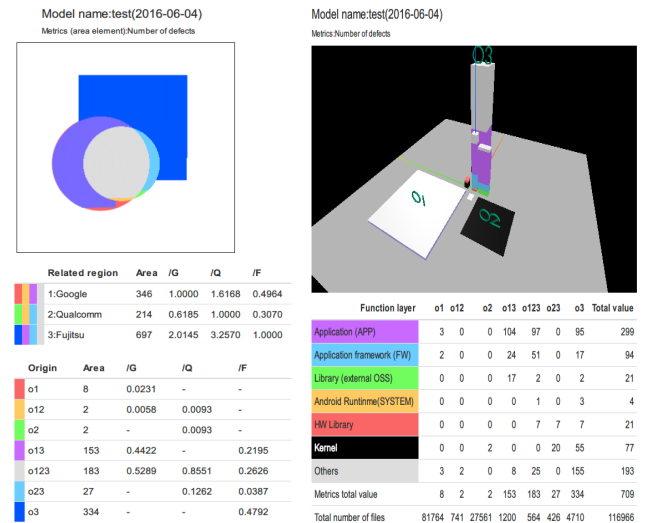 Model name:test(2016-06-04)
Metrics (area element):Number of defects
Related region Area /G /Q /F
1:Google 346 1.0000 1.6168 0.4964
2:Qualcomm 214 0.6185 1.0000 0.3070
3:Fujitsu 697 2.0145 3.2570 1.0000
Origin Area /G /Q /F
o1 8 0.0231 - -
o12 2 0.0058 0.0093 -
o2 2 - 0.0093 -
o13 153 0.4422 - 0.2195
o123 183 0.5289 0.8551 0.2626
o23 27 - 0.1262 0.0387
o3 334 - - 0.4792
Model name:test(2016-06-04)
Metrics:Number of defects
O3
O1
O2
Function layer o1 o12 o2 o13 o123 o23 o3 Total value
Application (APP) 3 0 0 104 97 0 95 299
Application framework (FW) 2 0 0 24 51 0 17 94
Library (external OSS) 0 0 0 17 2 0 2 21
Android Runtinme(SYSTEM) 0 0 0 0 1 0 3 4
HW Library 0 0 0 0 7 7 7 21
Kernel 0 0 2 0 0 20 55 77
Others 3 2 0 8 25 0 155 193
Metrics total value 8 2 2 153 183 27 334 709
Total number of files 81764 741 27561 1200 564 426 4710 116966